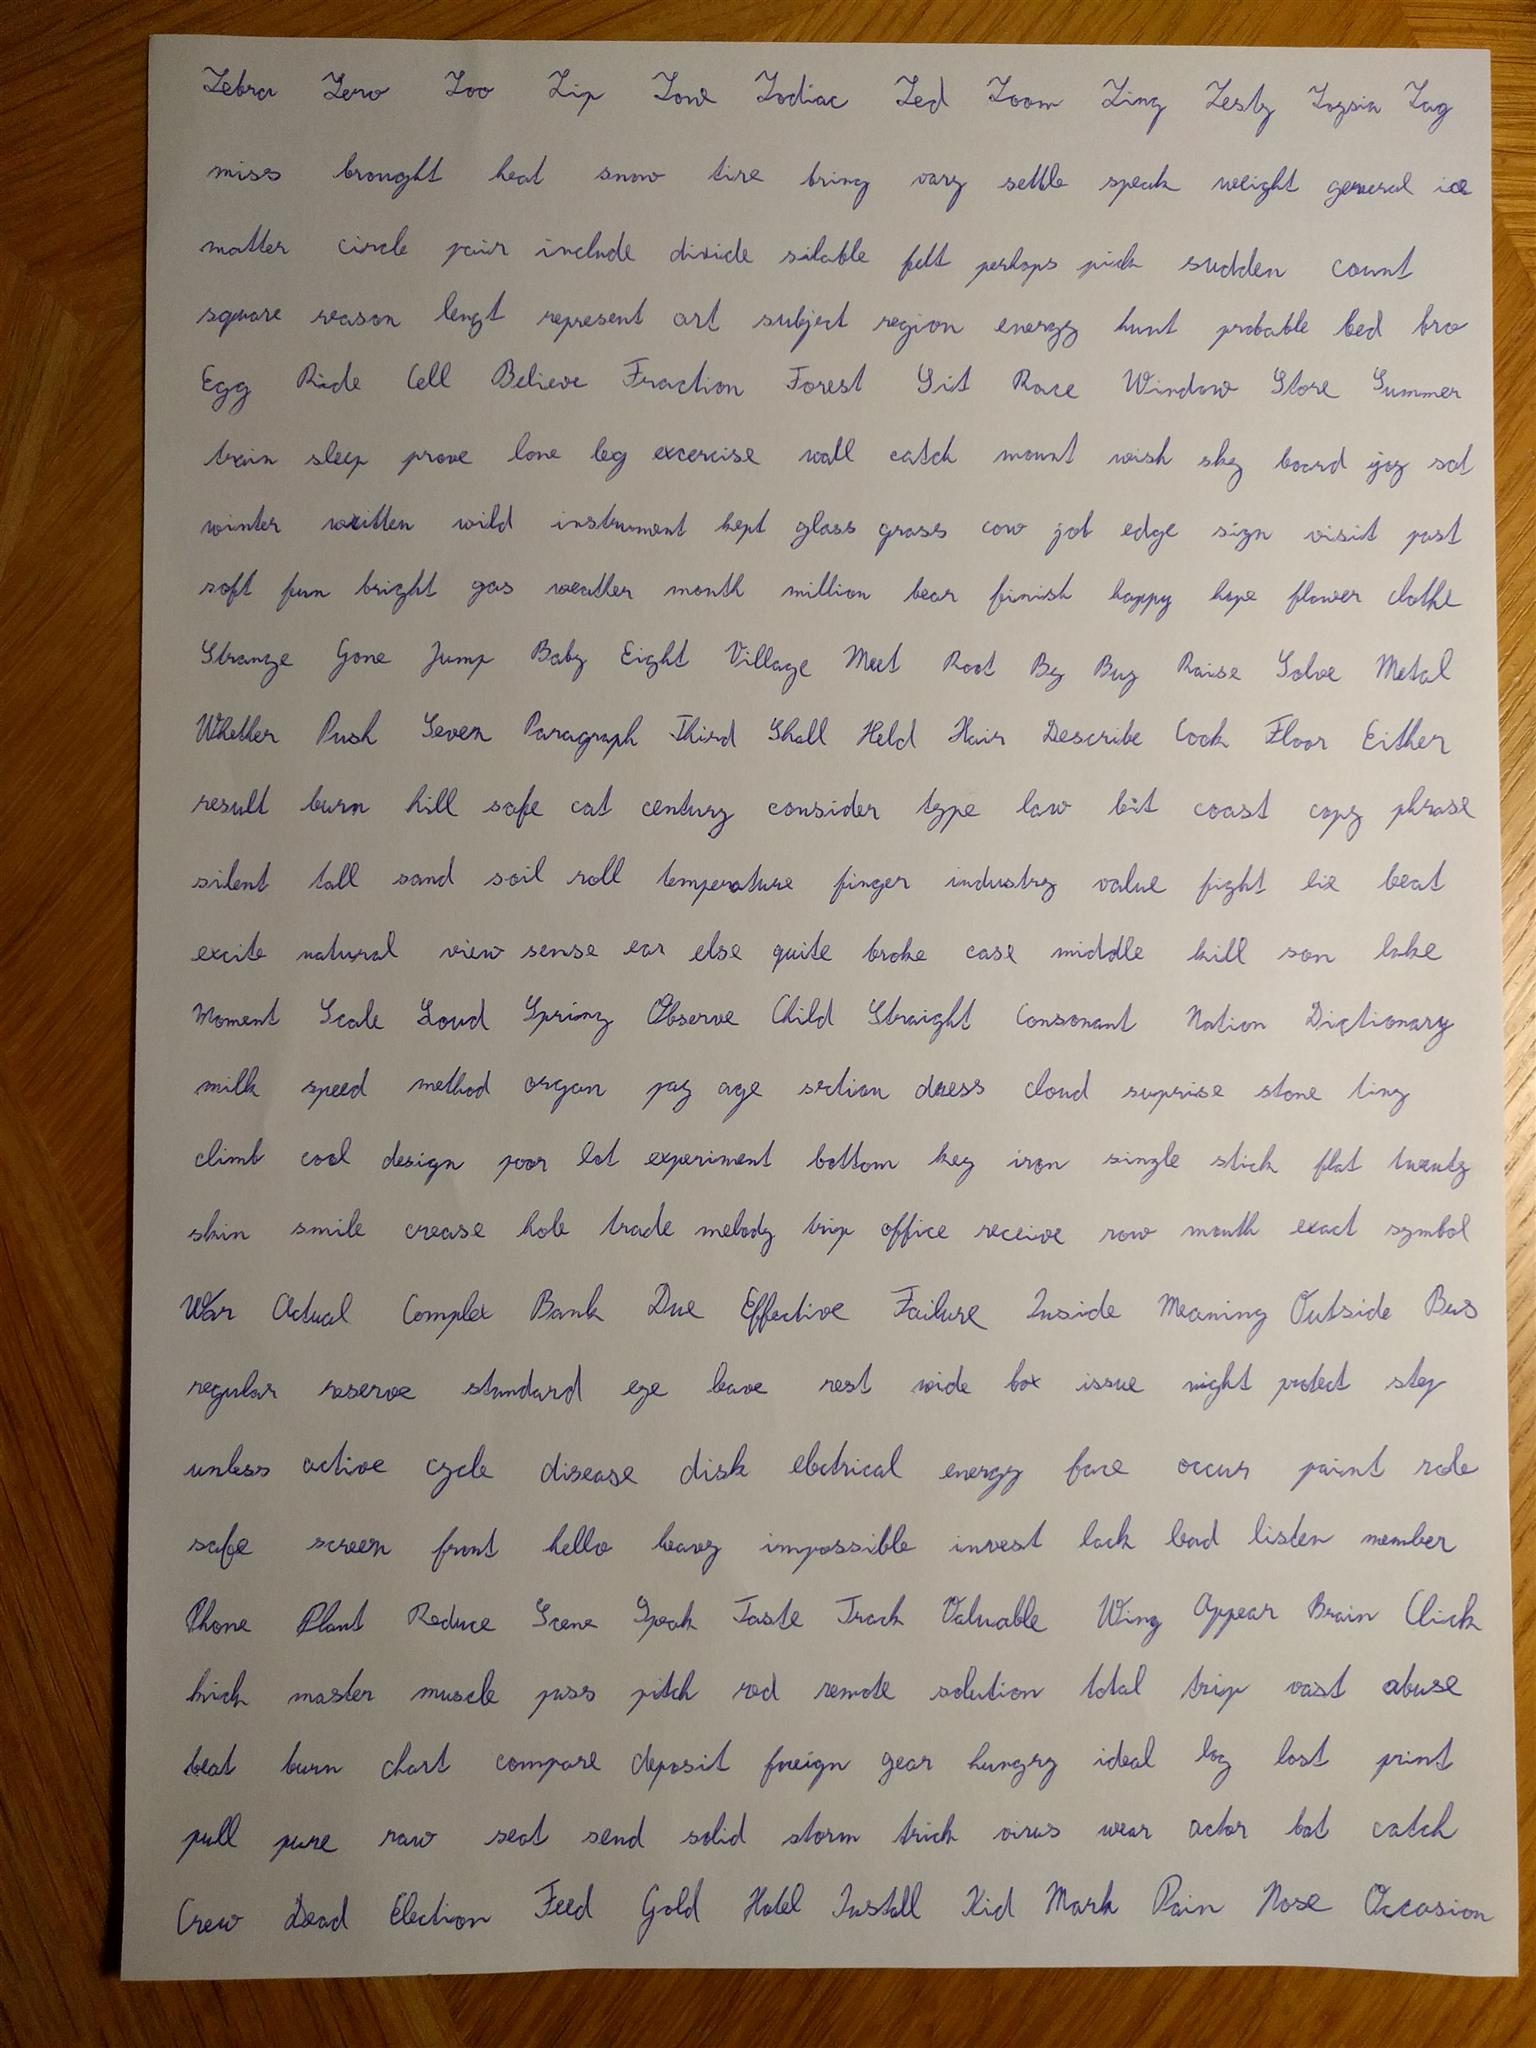 Zebra Zero Zoo Zip Zone Zodiac Zed Zoom Zing Zesty Zoysia Zag
miss brought heat snow tire bring vary settle speak weight general ice
matter circle pair include divide silable felt perhaps pick sudden count
square reason lengt represent art subject region energy hunt probable bed bro
Egg Ride Cell Believe Fraction Forest Sit Race Window Store Summer
train sleep prove lone leg excercise wall catch mount wish sky board joy sat
winter written wild instrument kept glass grass cow job edge sign visit past
soft fun bright gas weather month million bear finish happy hope flower clothe
Strange Gone Jump Baby Eight Village Meet Root By Buy Raise Solve Metal
Whether Push Seven Paragraph Third Shall Held Hair Describe Cook Floor Either
result burn hill safe cat century consider type law bit coast copy phrase
silent tall sand soil roll temperature finger industry value fight lie beat
excite natural view sense ear else quite broke case middle kill son lake
Moment Scale Loud Spring Observe Child Straight Consonant Nation Dictionary
milk speed method organ pay age srction dress cloud suprise stone tiny
climb cool design poor lot experiment bottom key iron single stick flat twenty
skin smile crease hole trade melody trip office receive row mouth exact symbol
War Actual Complex Bank Due Effective Failure Inside Meaning Outside Bus
regular reserve standard eye leave rest wide box issue night protect step
unless active cycle disease disk electrical energy face occur paint role
safe screen front hello heavy impossible invest lack lead listen member
Phone Plant Reduce Scene Speak Taste Track Valuable Wing Appear Brain Click
kick master muscle pass pitch red remote solution total trip vast abuse
beat burn chart compare deposit foreign gear hungry ideal log lost print
pull pure raw seat send solid storm trick virus wear actor bat catch
Crew Dead Election Feed Gold Hotel Install Kid Mark Pain Nose Occasion